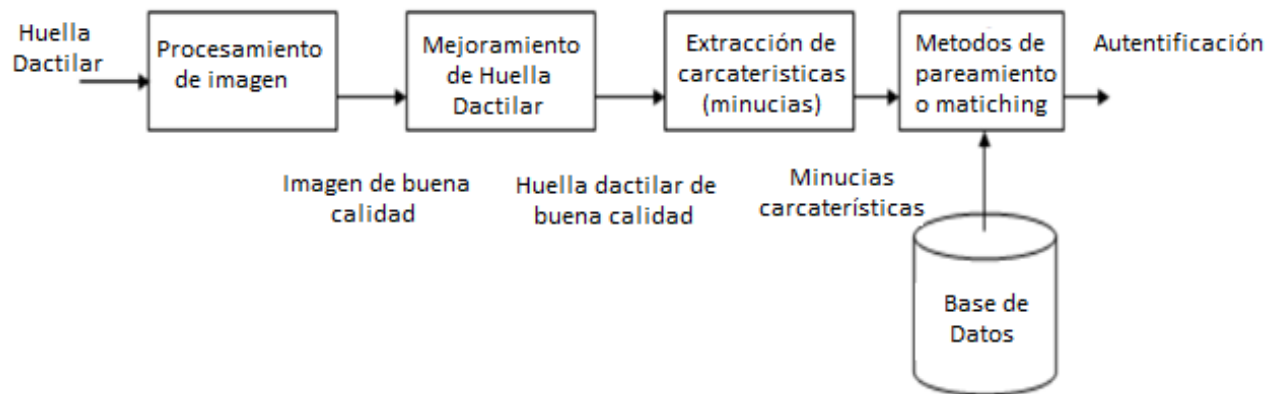 Huella
Dactilar
Procesamiento
de imagen
Mejoramiento
de Huella
Dactilar
Extracción de
carcateristicas
(minucias)
Metodos de
pareamiento
o matiching
Autentificación
Imagen de buena
calidad
Huella dactilar de
buena calidad
Minucias
carcaterísticas
Base de
Datos